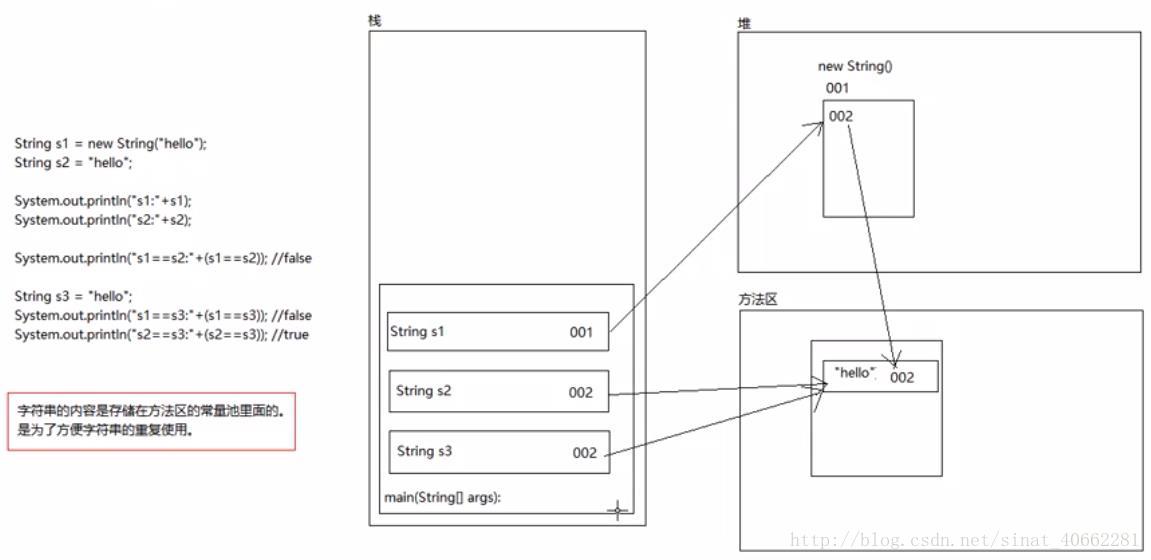 String s1 = new String("hello");
String s2 = "hello";
System.out.println("s1:"+s1);
System.out.println("s2:"+s2);
System.out.println("s1==s2:"+(s1==s2)); //false
String s3 = "hello";
System.out.println("s1==s3:"+(s1==s3)); //false
System.out.println("s2==s3:"+(s2==s3)); //true
字符串的内容是存储在方法区的常量池里面的。
是为了方便字符串的重复使用。
栈
String s1 001
String s2 002
String s3 002
main(String[] args):
堆
new String()
001
002
方法区
"hello" 002
http://blog.csdn.net/sinat_40662281